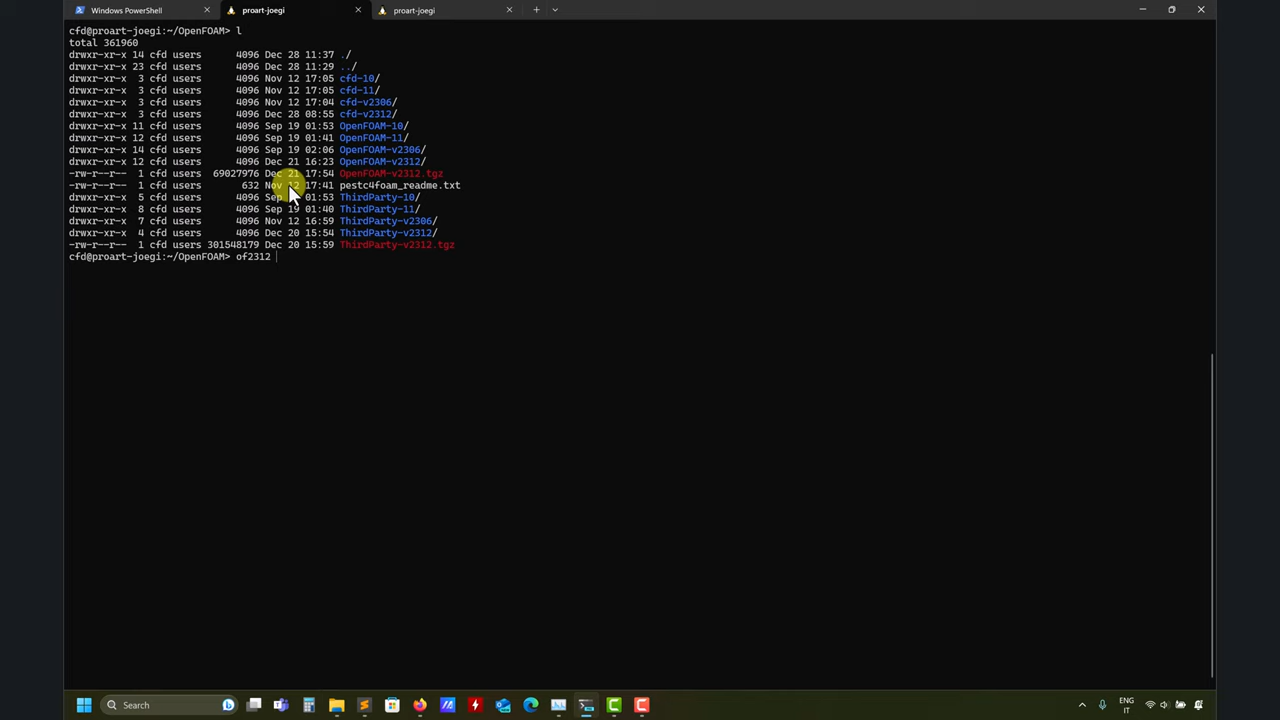 Windows PowerShell
proart-joegi
proart-joegi
cfd@proart-joegi:~/OpenFOAM> l
total 361960
drwxr-xr-x 14 cfd users      4096 Dec 28 11:37 ./
drwxr-xr-x 23 cfd users      4096 Dec 28 11:29 ../
drwxr-xr-x  3 cfd users      4096 Nov 12 17:05 cfd-10/
drwxr-xr-x  3 cfd users      4096 Nov 12 17:05 cfd-11/
drwxr-xr-x  3 cfd users      4096 Nov 12 17:04 cfd-v2306/
drwxr-xr-x  3 cfd users      4096 Dec 28 08:55 cfd-v2312/
drwxr-xr-x 11 cfd users      4096 Sep 19 01:53 OpenFOAM-10/
drwxr-xr-x 12 cfd users      4096 Sep 19 01:41 OpenFOAM-11/
drwxr-xr-x 14 cfd users      4096 Sep 19 02:06 OpenFOAM-v2306/
drwxr-xr-x 12 cfd users      4096 Dec 21 16:23 OpenFOAM-v2312/
-rw-r--r--  1 cfd users  69027976 Dec 21 17:54 OpenFOAM-v2312.tgz
-rw-r--r--  1 cfd users       632 Nov 12 17:41 pestc4foam_readme.txt
drwxr-xr-x  5 cfd users      4096 Sep 01:53 ThirdParty-10/
drwxr-xr-x  8 cfd users      4096 Sep 19 01:40 ThirdParty-11/
drwxr-xr-x  7 cfd users      4096 Nov 12 16:59 ThirdParty-v2306/
drwxr-xr-x  4 cfd users      4096 Dec 20 15:54 ThirdParty-v2312/
-rw-r--r--  1 cfd users 301548179 Dec 20 15:59 ThirdParty-v2312.tgz
cfd@proart-joegi:~/OpenFOAM> of2312
Search
ENG
IT